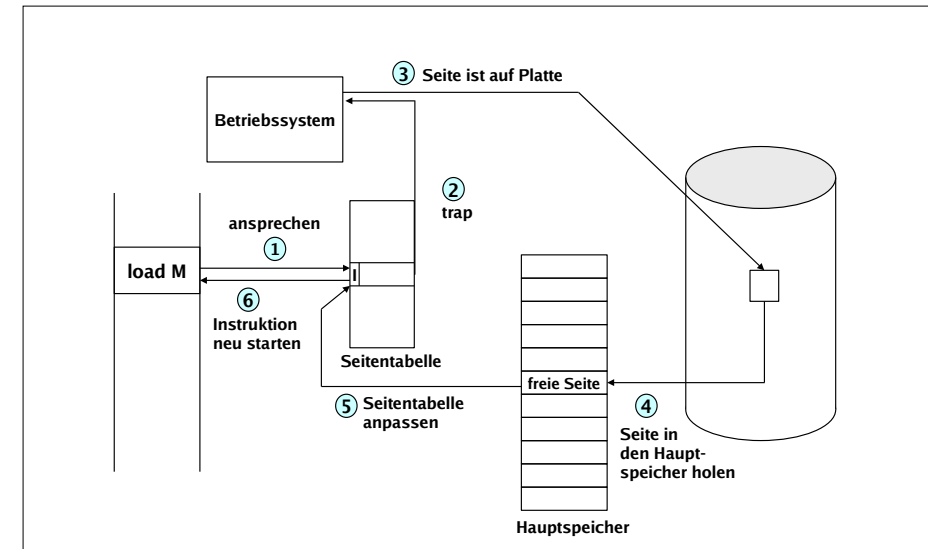 3 Seite ist auf Platte
Betriebssystem
2
trap
ansprechen
1
load M
I
6
Instruktion
neu starten
Seitentabelle
freie Seite
5 Seitentabelle
anpassen
4
Seite in
den Haupt-
speicher holen
Hauptspeicher